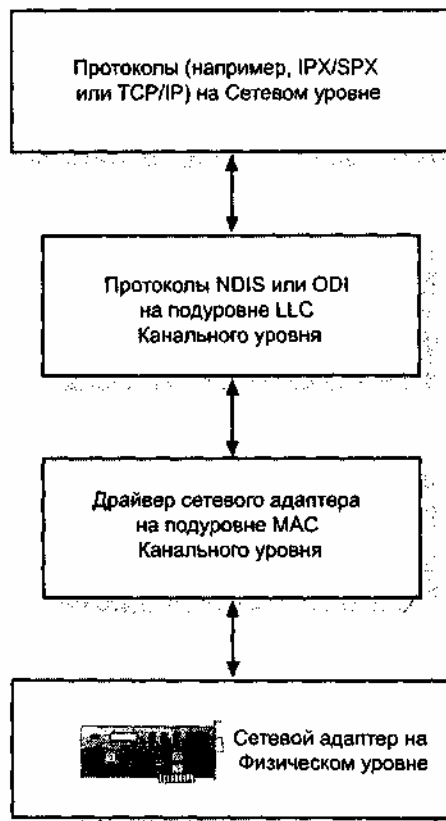 Протоколы (например, IPX/SPX
или TCP/IP) на Сетевом уровне
Протоколы NDIS или ODI
на подуровне LLC
Канального уровня
Драйвер сетевого адаптера
на подуровне MAC
Канального уровня
Сетевой адаптер на
Физическом уровне